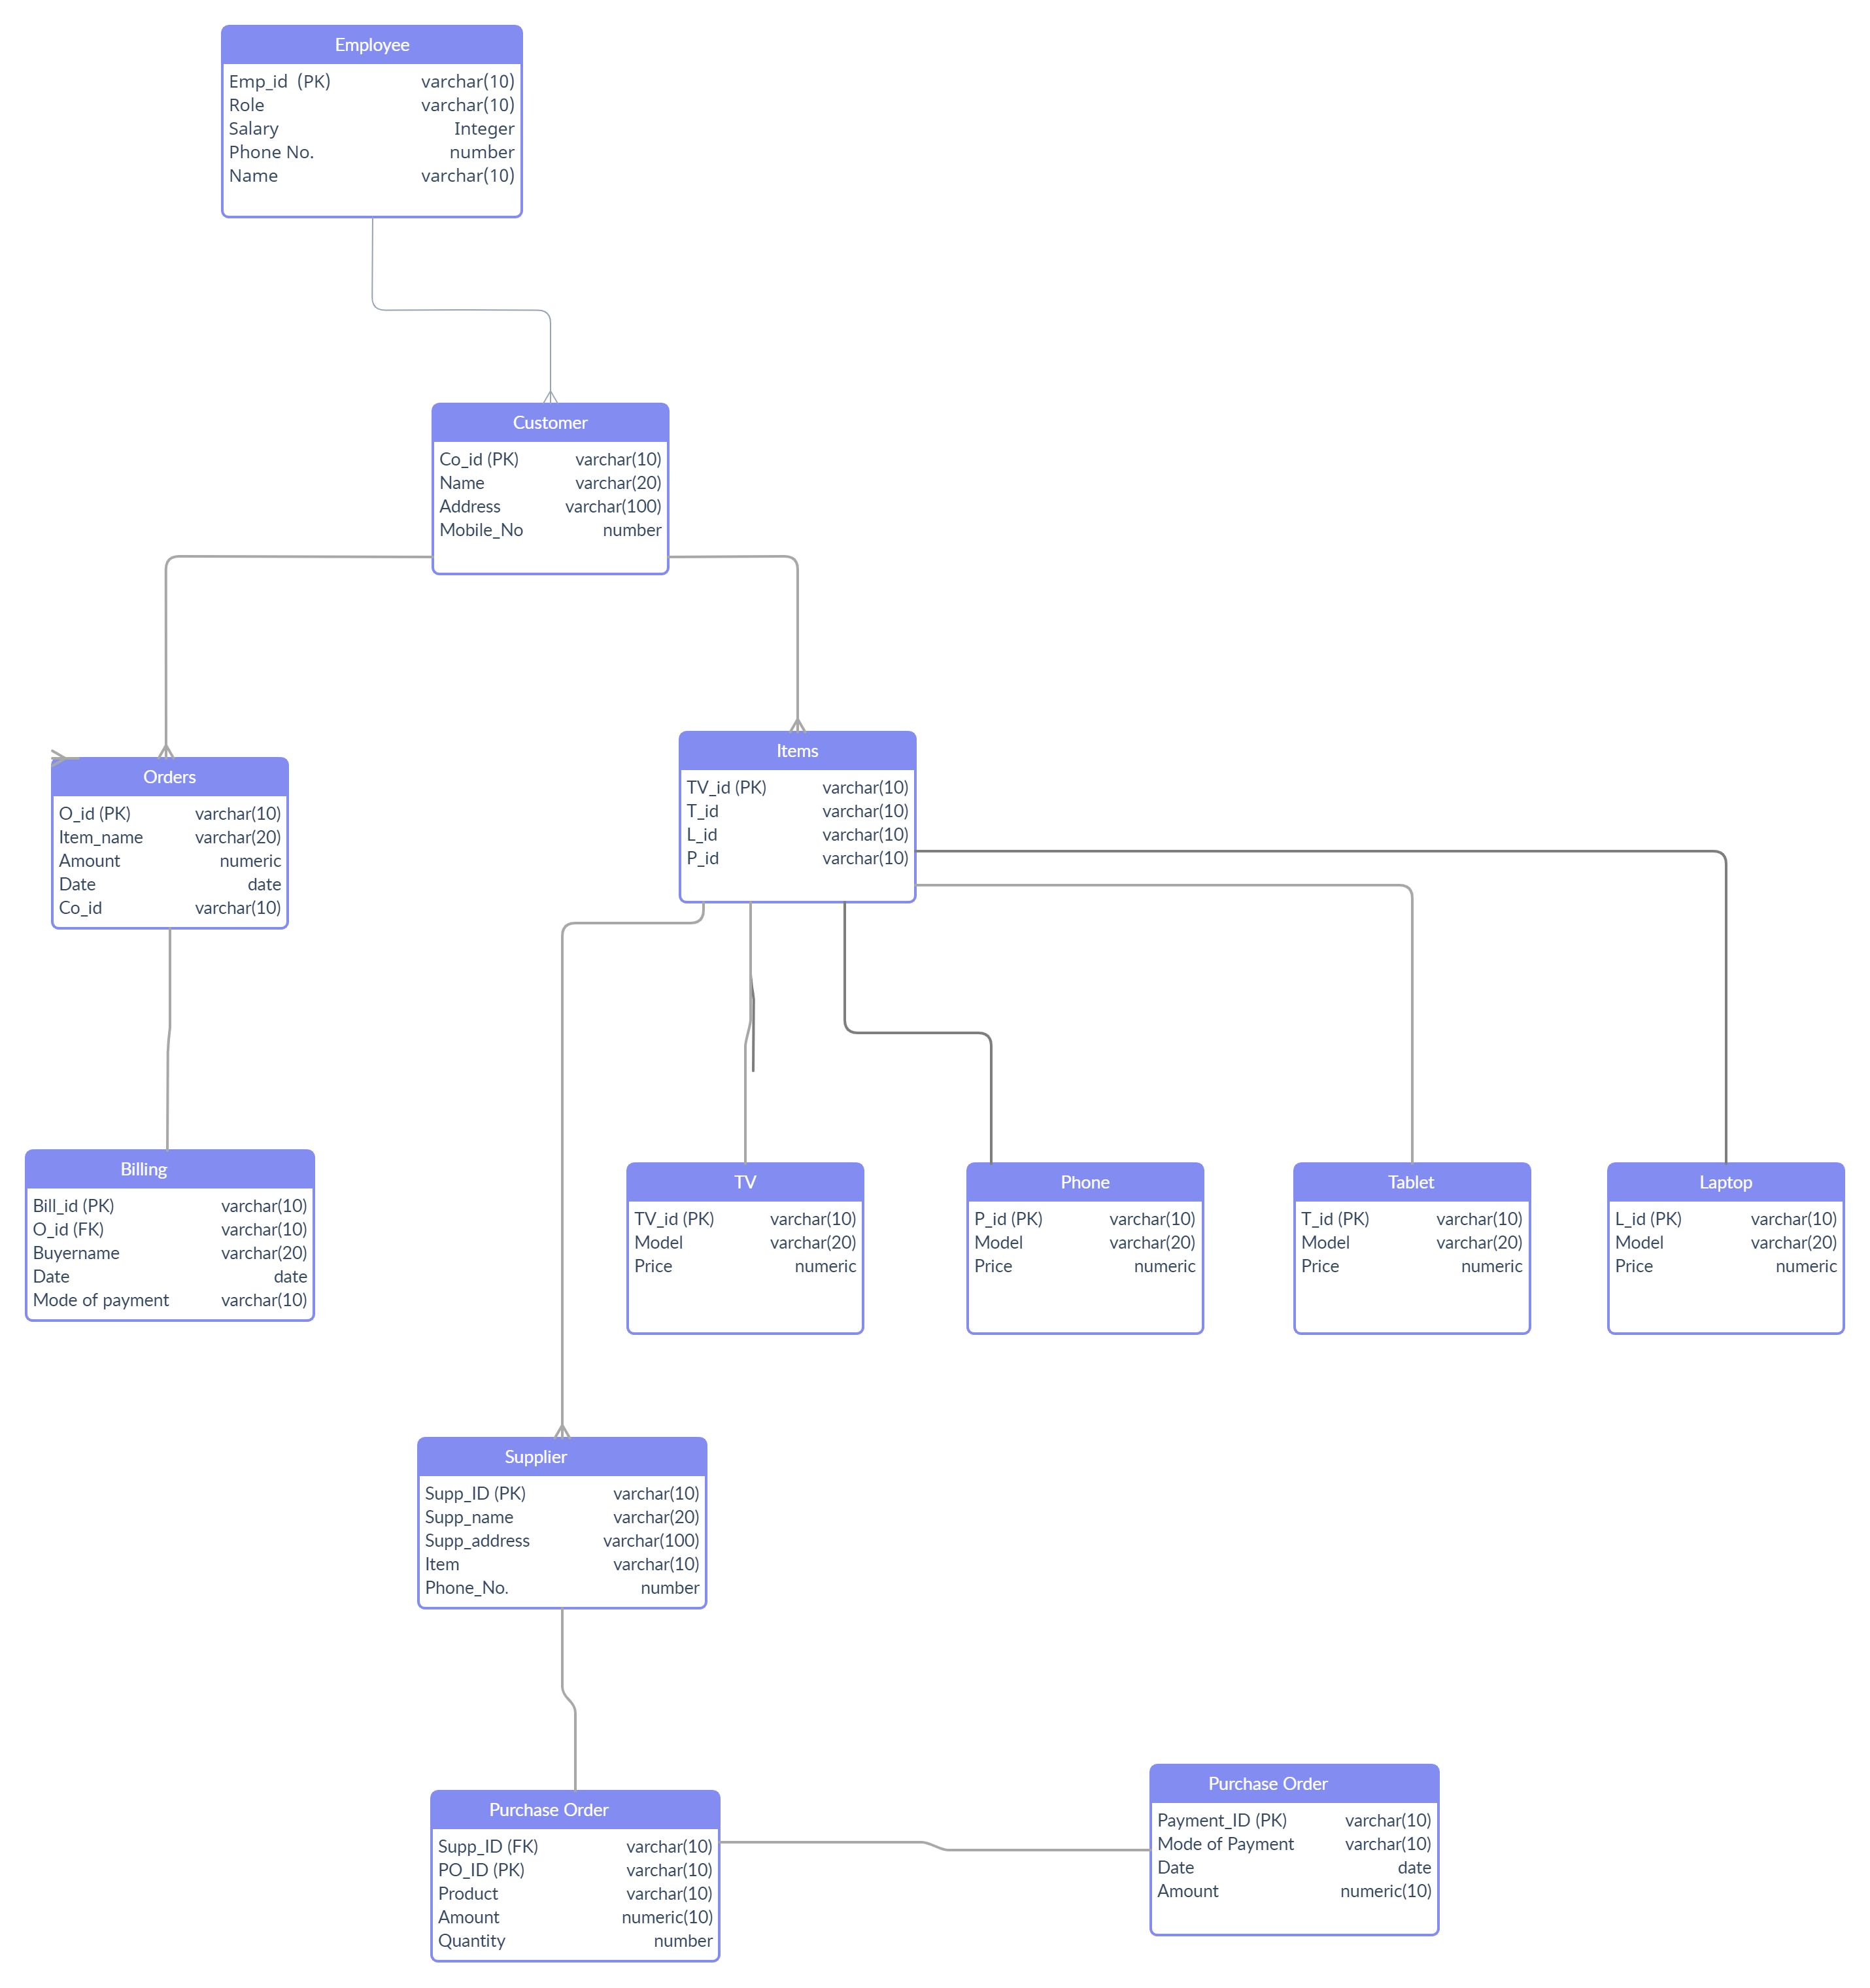 Employee
Emp_id  (PK) varchar(10)
Role varchar(10)
Salary Integer
Phone No. number
Name varchar(10)
Customer
Co_id (PK) varchar(10)
Name varchar(20)
Address varchar(100)
Mobile_No number
Orders
O_id (PK) varchar(10)
Item_name varchar(20)
Amount numeric
Date date
Co_id varchar(10)
Items
TV_id (PK) varchar(10)
T_id varchar(10)
L_id varchar(10)
P_id varchar(10)
Billing
Bill_id (PK) varchar(10)
O_id (FK) varchar(10)
Buyername varchar(20)
Date date
Mode of payment varchar(10)
TV
TV_id (PK) varchar(10)
Model varchar(20)
Price numeric
Phone
P_id (PK) varchar(10)
Model varchar(20)
Price numeric
Tablet
T_id (PK) varchar(10)
Model varchar(20)
Price numeric
Laptop
L_id (PK) varchar(10)
Model varchar(20)
Price numeric
Supplier
Supp_ID (PK) varchar(10)
Supp_name varchar(20)
Supp_address varchar(100)
Item varchar(10)
Phone_No. number
Purchase Order
Supp_ID (FK) varchar(10)
PO_ID (PK) varchar(10)
Product varchar(10)
Amount numeric(10)
Quantity number
Purchase Order
Payment_ID (PK) varchar(10)
Mode of Payment varchar(10)
Date date
Amount numeric(10)